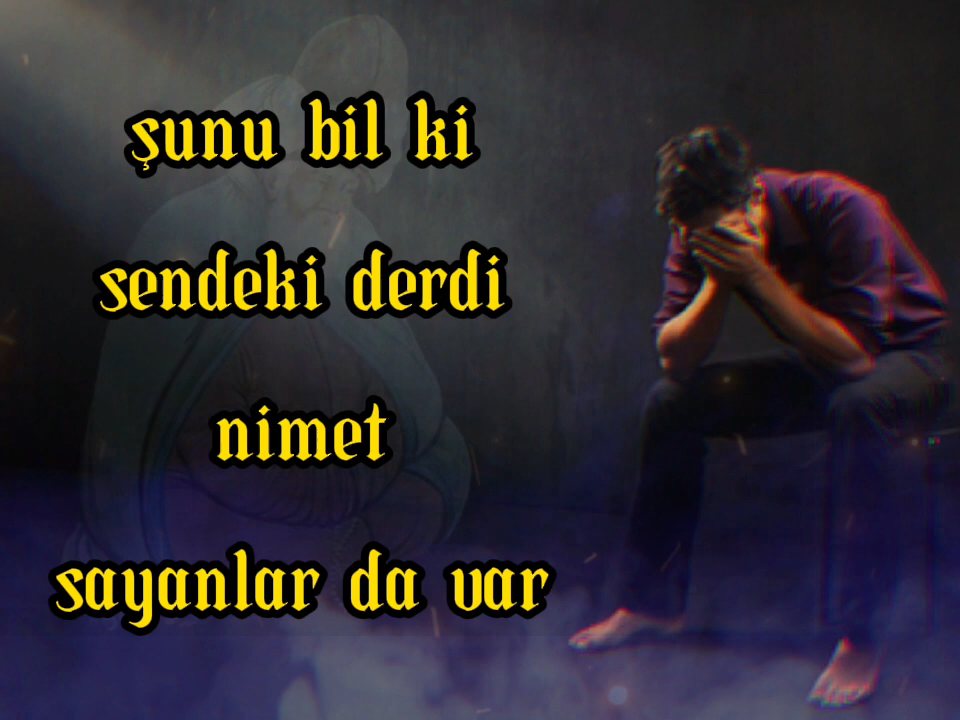 şunu bil ki
sendeki derdi
nimet
sayanlar da var